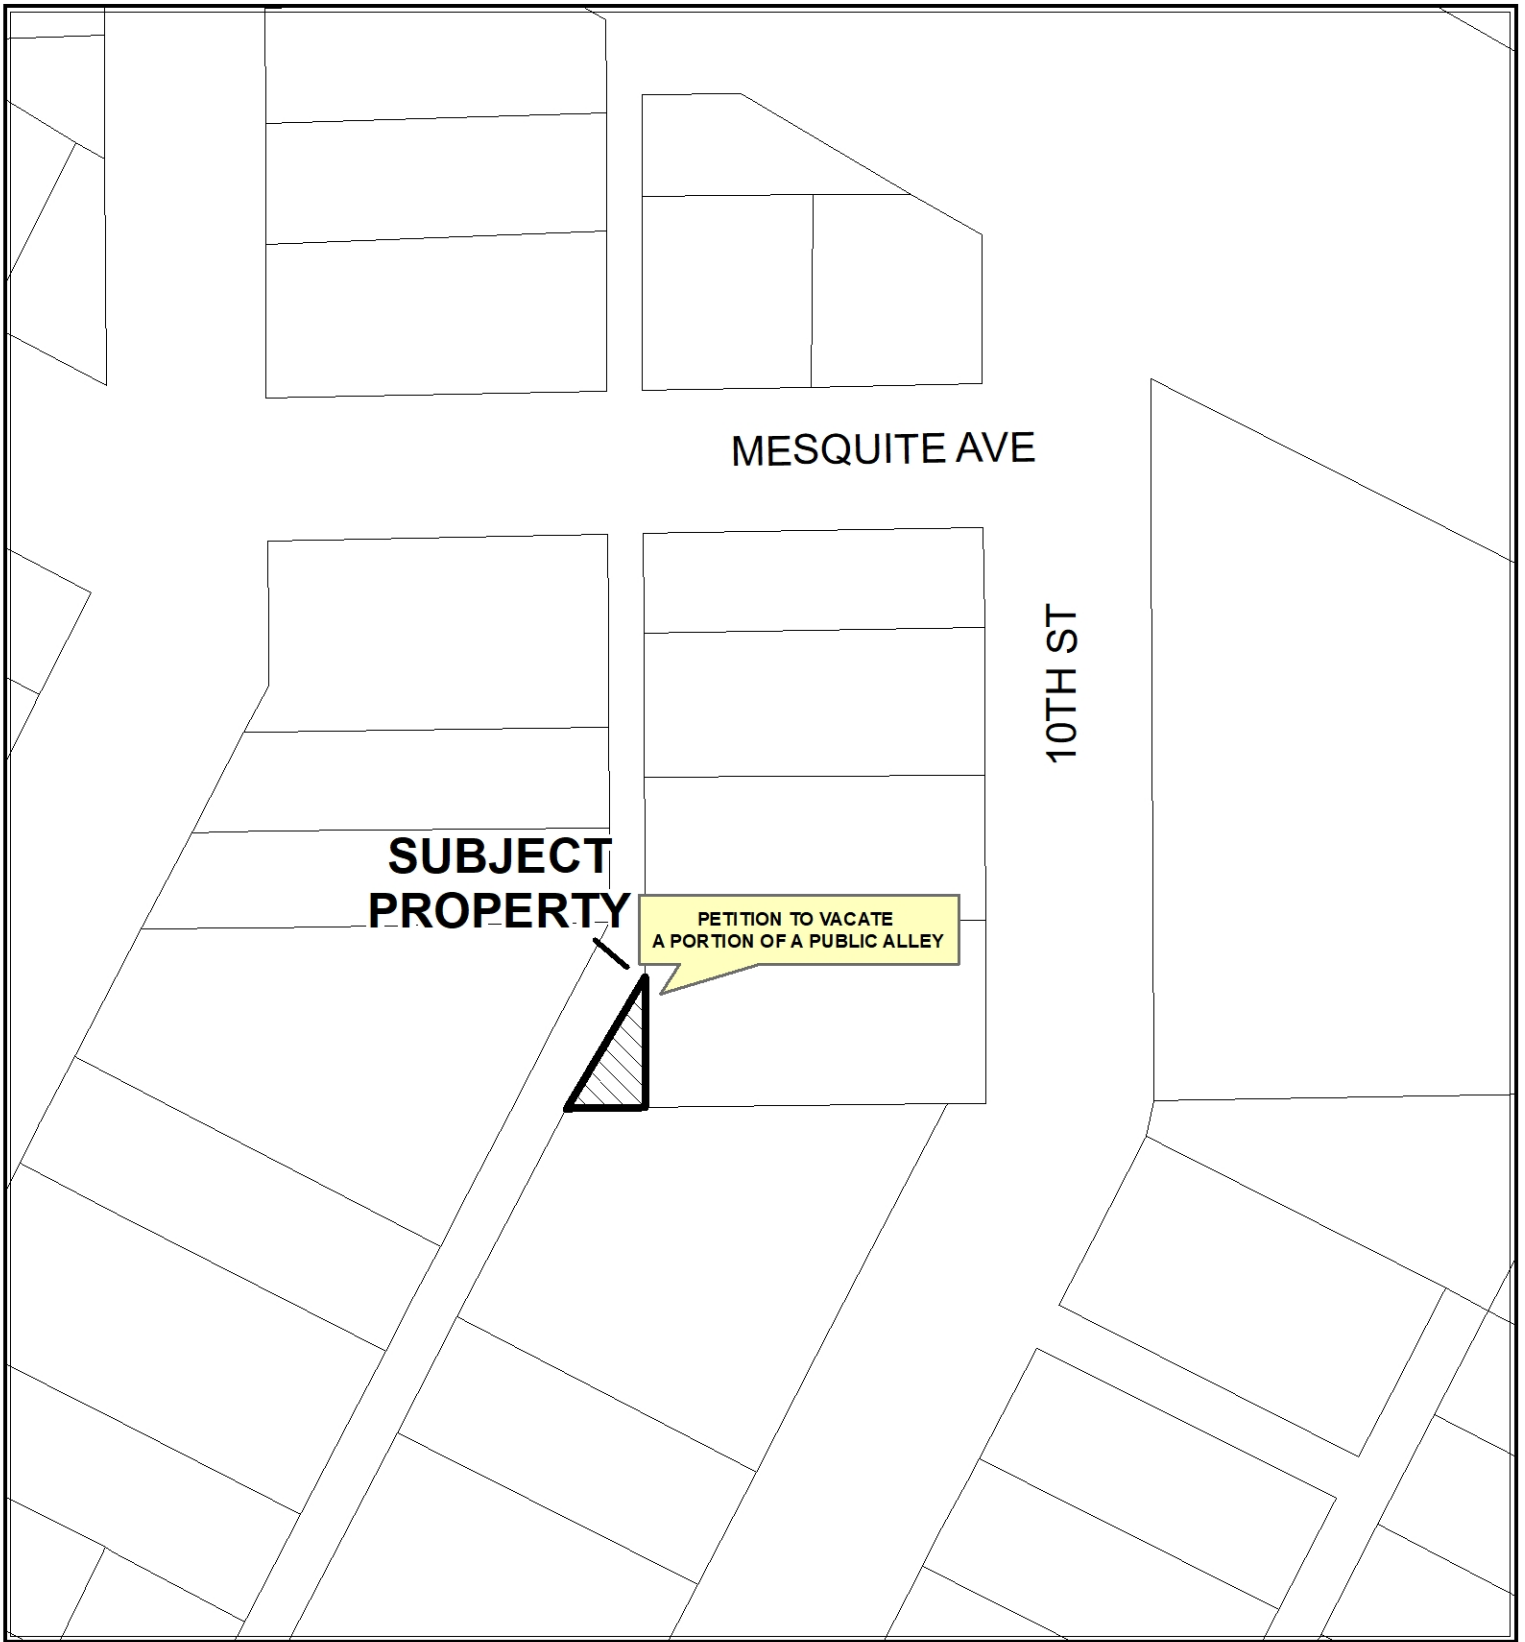 MESQUITE AVE
10TH ST
SUBJECT
PROPERTY
PETITION TO VACATE
A PORTION OF A PUBLIC ALLEY